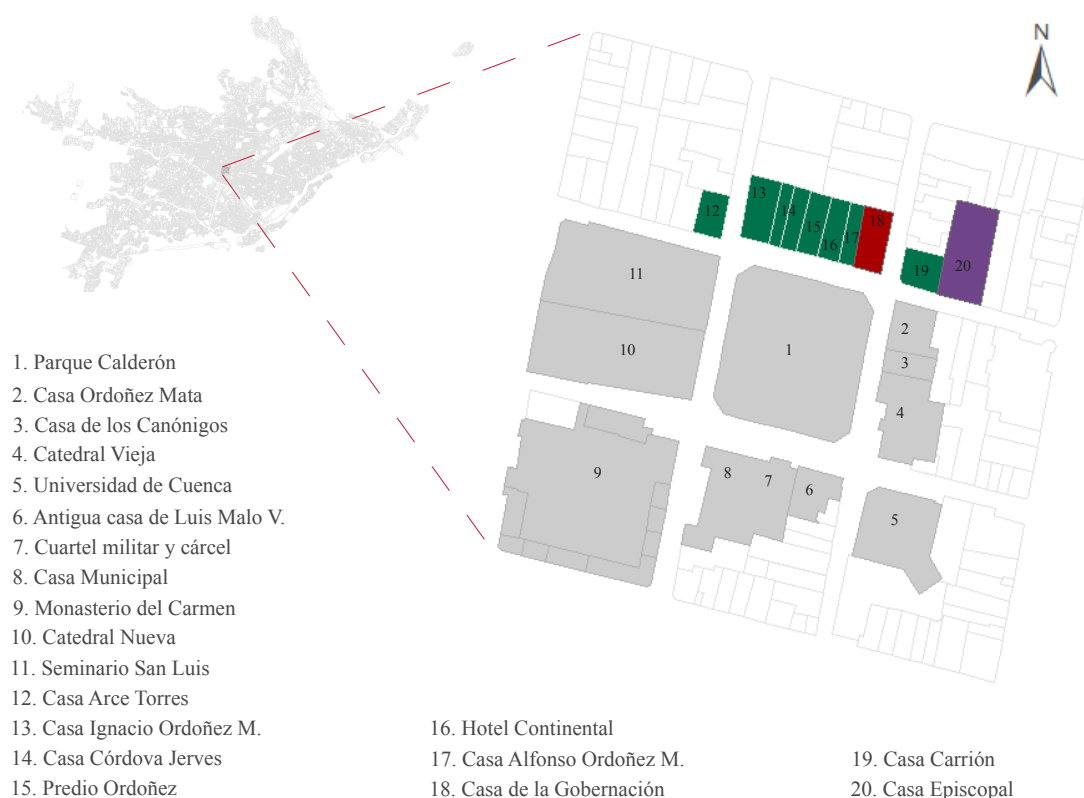 N
18
13
12
14
15
17
16
20
19
11
2
10
1
3
4
9
8
7
6
5
1. Parque Calderón
2. Casa Ordoñez Mata
3. Casa de los Canónigos
4. Catedral Vieja
5. Universidad de Cuenca
6. Antigua casa de Luis Malo V.
7. Cuartel militar y cárcel
8. Casa Municipal
9. Monasterio del Carmen
10. Catedral Nueva
11. Seminario San Luis
12. Casa Arce Torres
13. Casa Ignacio Ordoñez M.
14. Casa Córdova Jerves
15. Predio Ordoñez
16. Hotel Continental
17. Casa Alfonso Ordoñez M.
18. Casa de la Gobernación
19. Casa Carrión
20. Casa Episcopal